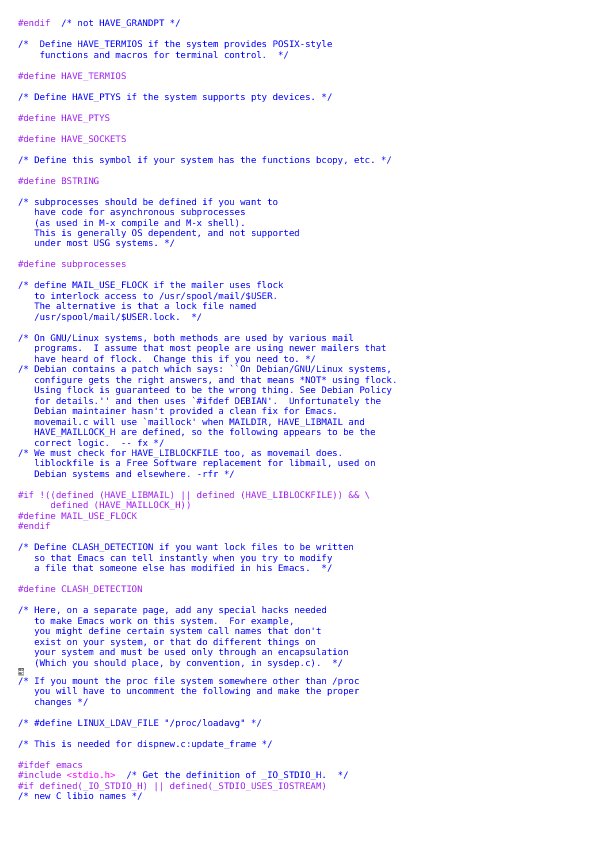 #endif  /* not HAVE_GRANDPT */

/*  Define HAVE_TERMIOS if the system provides POSIX-style
    functions and macros for terminal control.  */

#define HAVE_TERMIOS

/* Define HAVE_PTYS if the system supports pty devices. */

#define HAVE_PTYS

#define HAVE_SOCKETS

/* Define this symbol if your system has the functions bcopy, etc. */

#define BSTRING

/* subprocesses should be defined if you want to
   have code for asynchronous subprocesses
   (as used in M-x compile and M-x shell).
   This is generally OS dependent, and not supported
   under most USG systems. */

#define subprocesses

/* define MAIL_USE_FLOCK if the mailer uses flock
   to interlock access to /usr/spool/mail/$USER.
   The alternative is that a lock file named
   /usr/spool/mail/$USER.lock.  */

/* On GNU/Linux systems, both methods are used by various mail
   programs.  I assume that most people are using newer mailers that
   have heard of flock.  Change this if you need to. */
/* Debian contains a patch which says: ``On Debian/GNU/Linux systems,
   configure gets the right answers, and that means *NOT* using flock.
   Using flock is guaranteed to be the wrong thing. See Debian Policy
   for details.'' and then uses `#ifdef DEBIAN'.  Unfortunately the
   Debian maintainer hasn't provided a clean fix for Emacs.
   movemail.c will use `maillock' when MAILDIR, HAVE_LIBMAIL and
   HAVE_MAILLOCK_H are defined, so the following appears to be the
   correct logic.  -- fx */
/* We must check for HAVE_LIBLOCKFILE too, as movemail does.
   liblockfile is a Free Software replacement for libmail, used on
   Debian systems and elsewhere. -rfr */

#if !((defined (HAVE_LIBMAIL) || defined (HAVE_LIBLOCKFILE)) && \
      defined (HAVE_MAILLOCK_H))
#define MAIL_USE_FLOCK
#endif

/* Define CLASH_DETECTION if you want lock files to be written
   so that Emacs can tell instantly when you try to modify
   a file that someone else has modified in his Emacs.  */

#define CLASH_DETECTION

/* Here, on a separate page, add any special hacks needed
   to make Emacs work on this system.  For example,
   you might define certain system call names that don't
   exist on your system, or that do different things on
   your system and must be used only through an encapsulation
   (Which you should place, by convention, in sysdep.c).  */

/* If you mount the proc file system somewhere other than /proc
   you will have to uncomment the following and make the proper
   changes */

/* #define LINUX_LDAV_FILE "/proc/loadavg" */

/* This is needed for dispnew.c:update_frame */

#ifdef emacs
#include <stdio.h>  /* Get the definition of _IO_STDIO_H.  */
#if defined(_IO_STDIO_H) || defined(_STDIO_USES_IOSTREAM)
/* new C libio names */